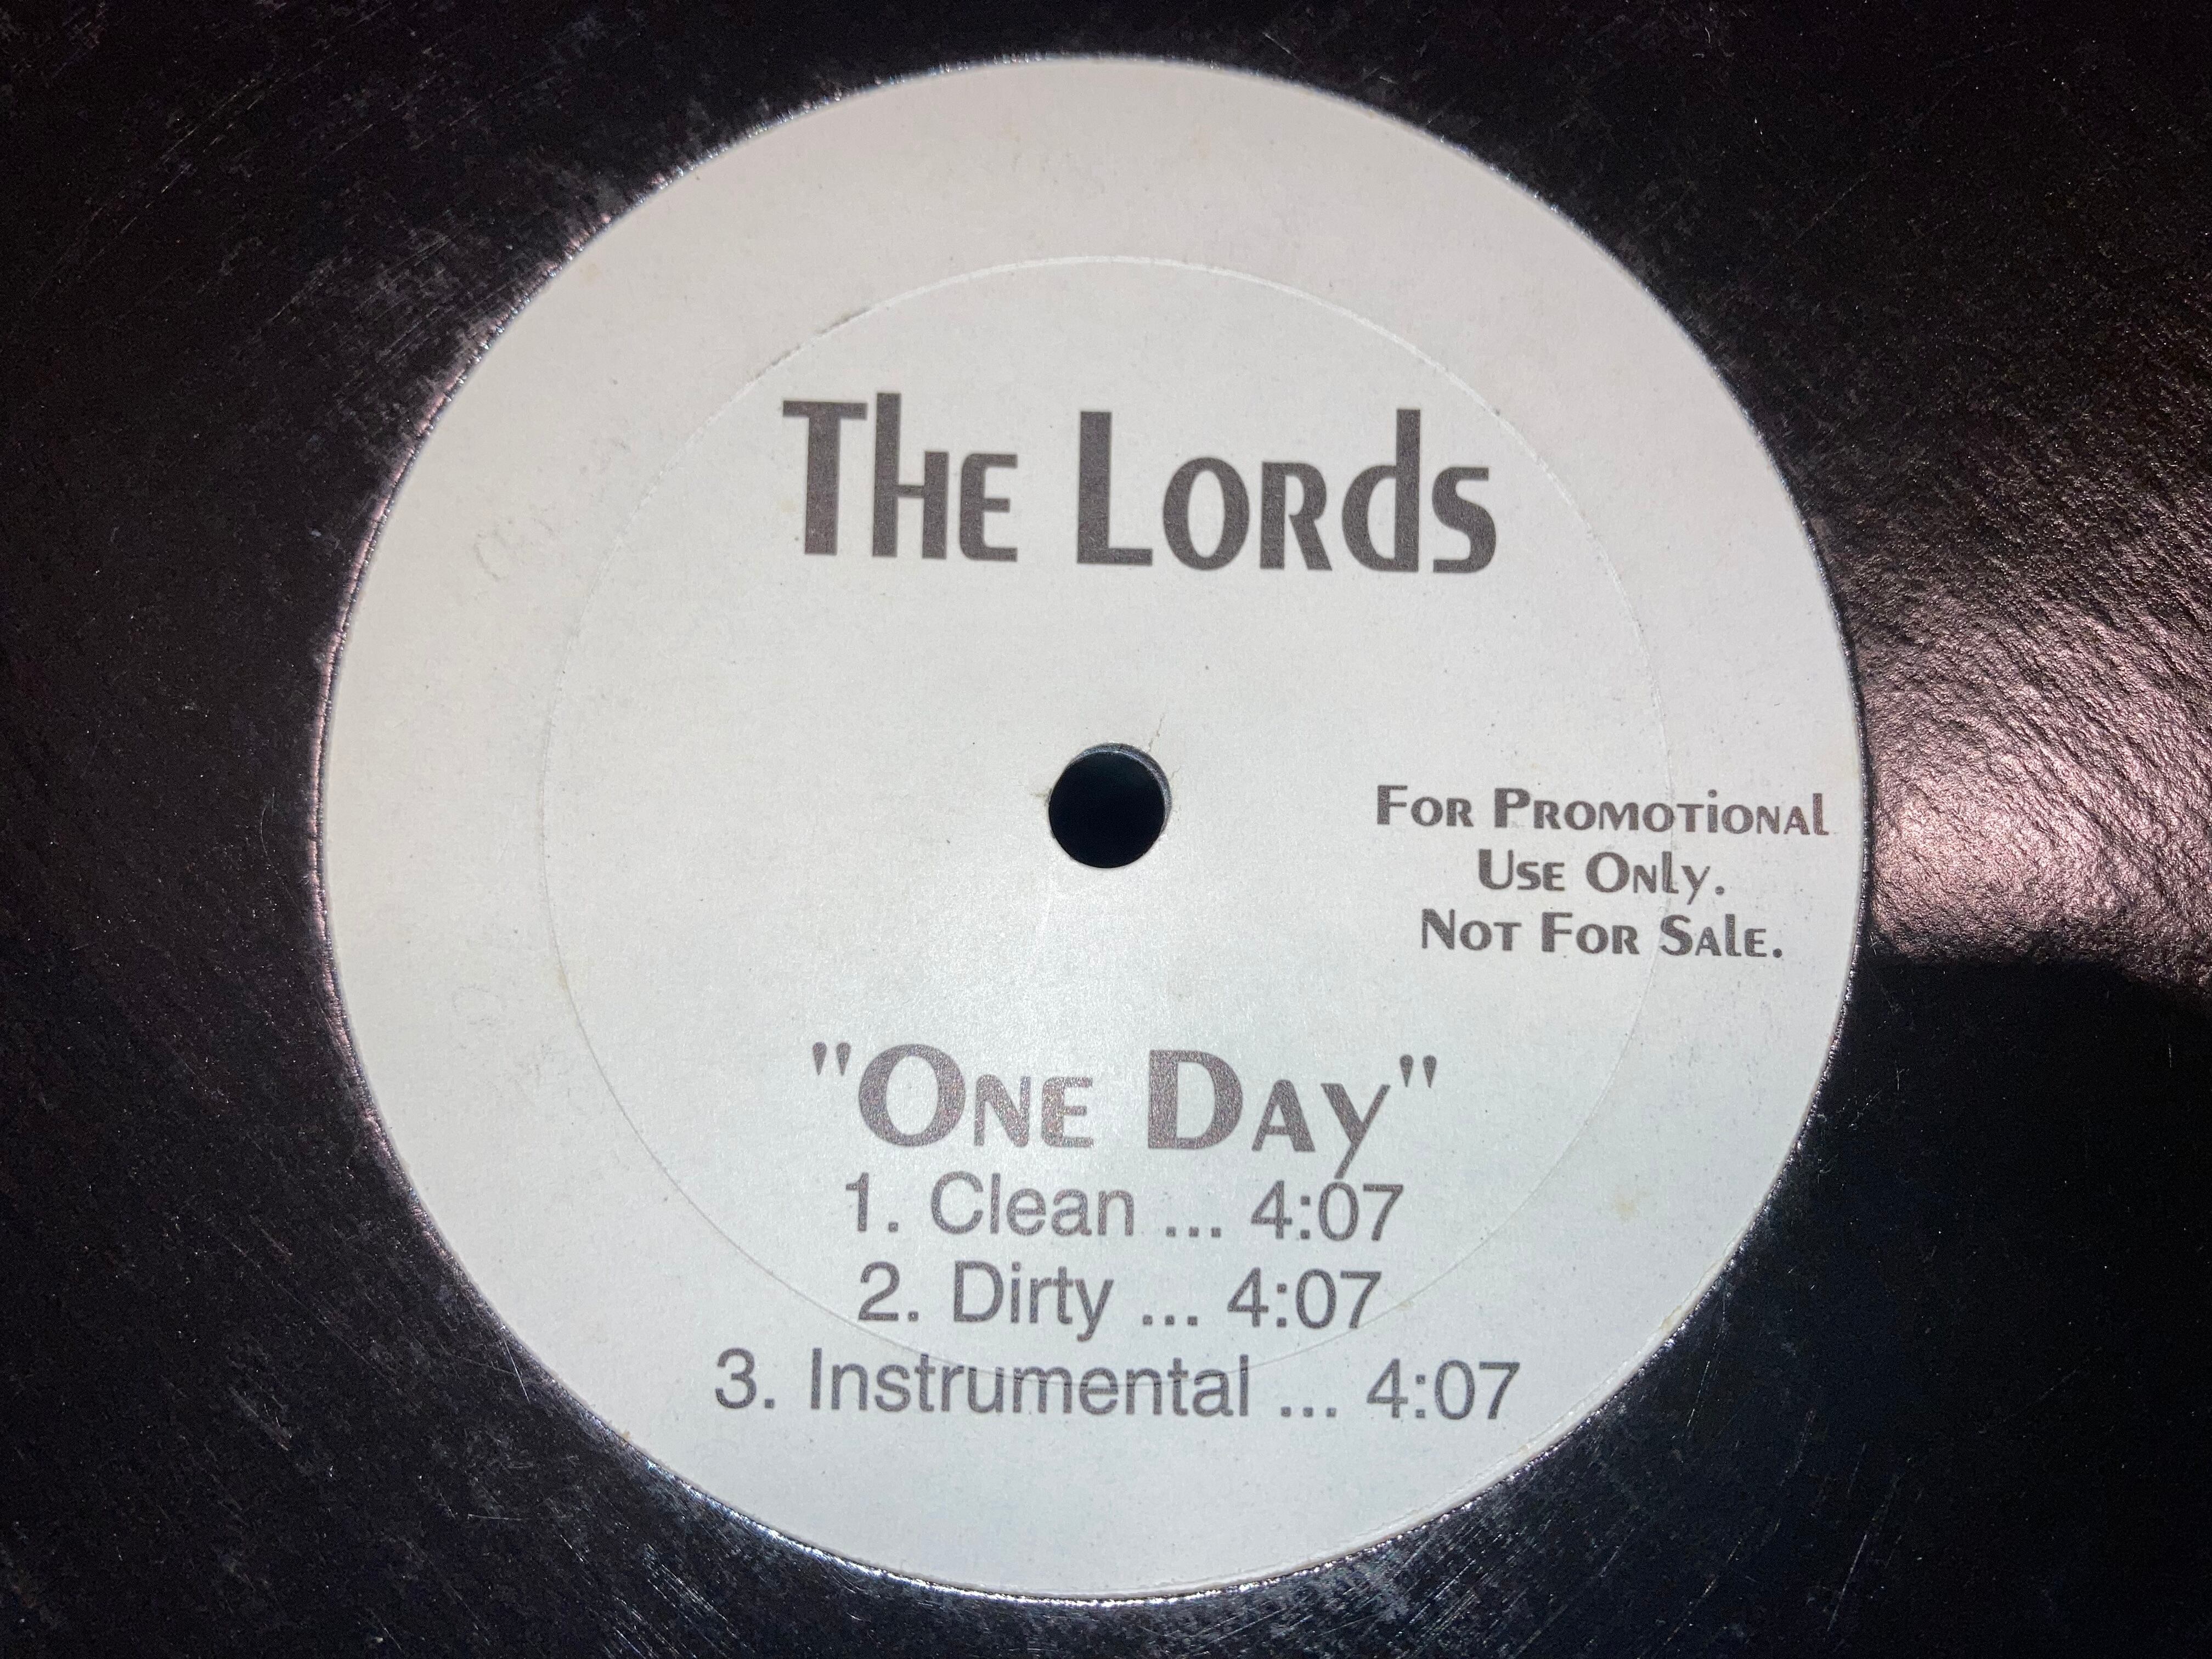 The Lords
For Promotional
Use Only.
Not For Sale.
"One Day"
1. Clean ... 4:07
2. Dirty ... 4:07
3. Instrumental ... 4:07